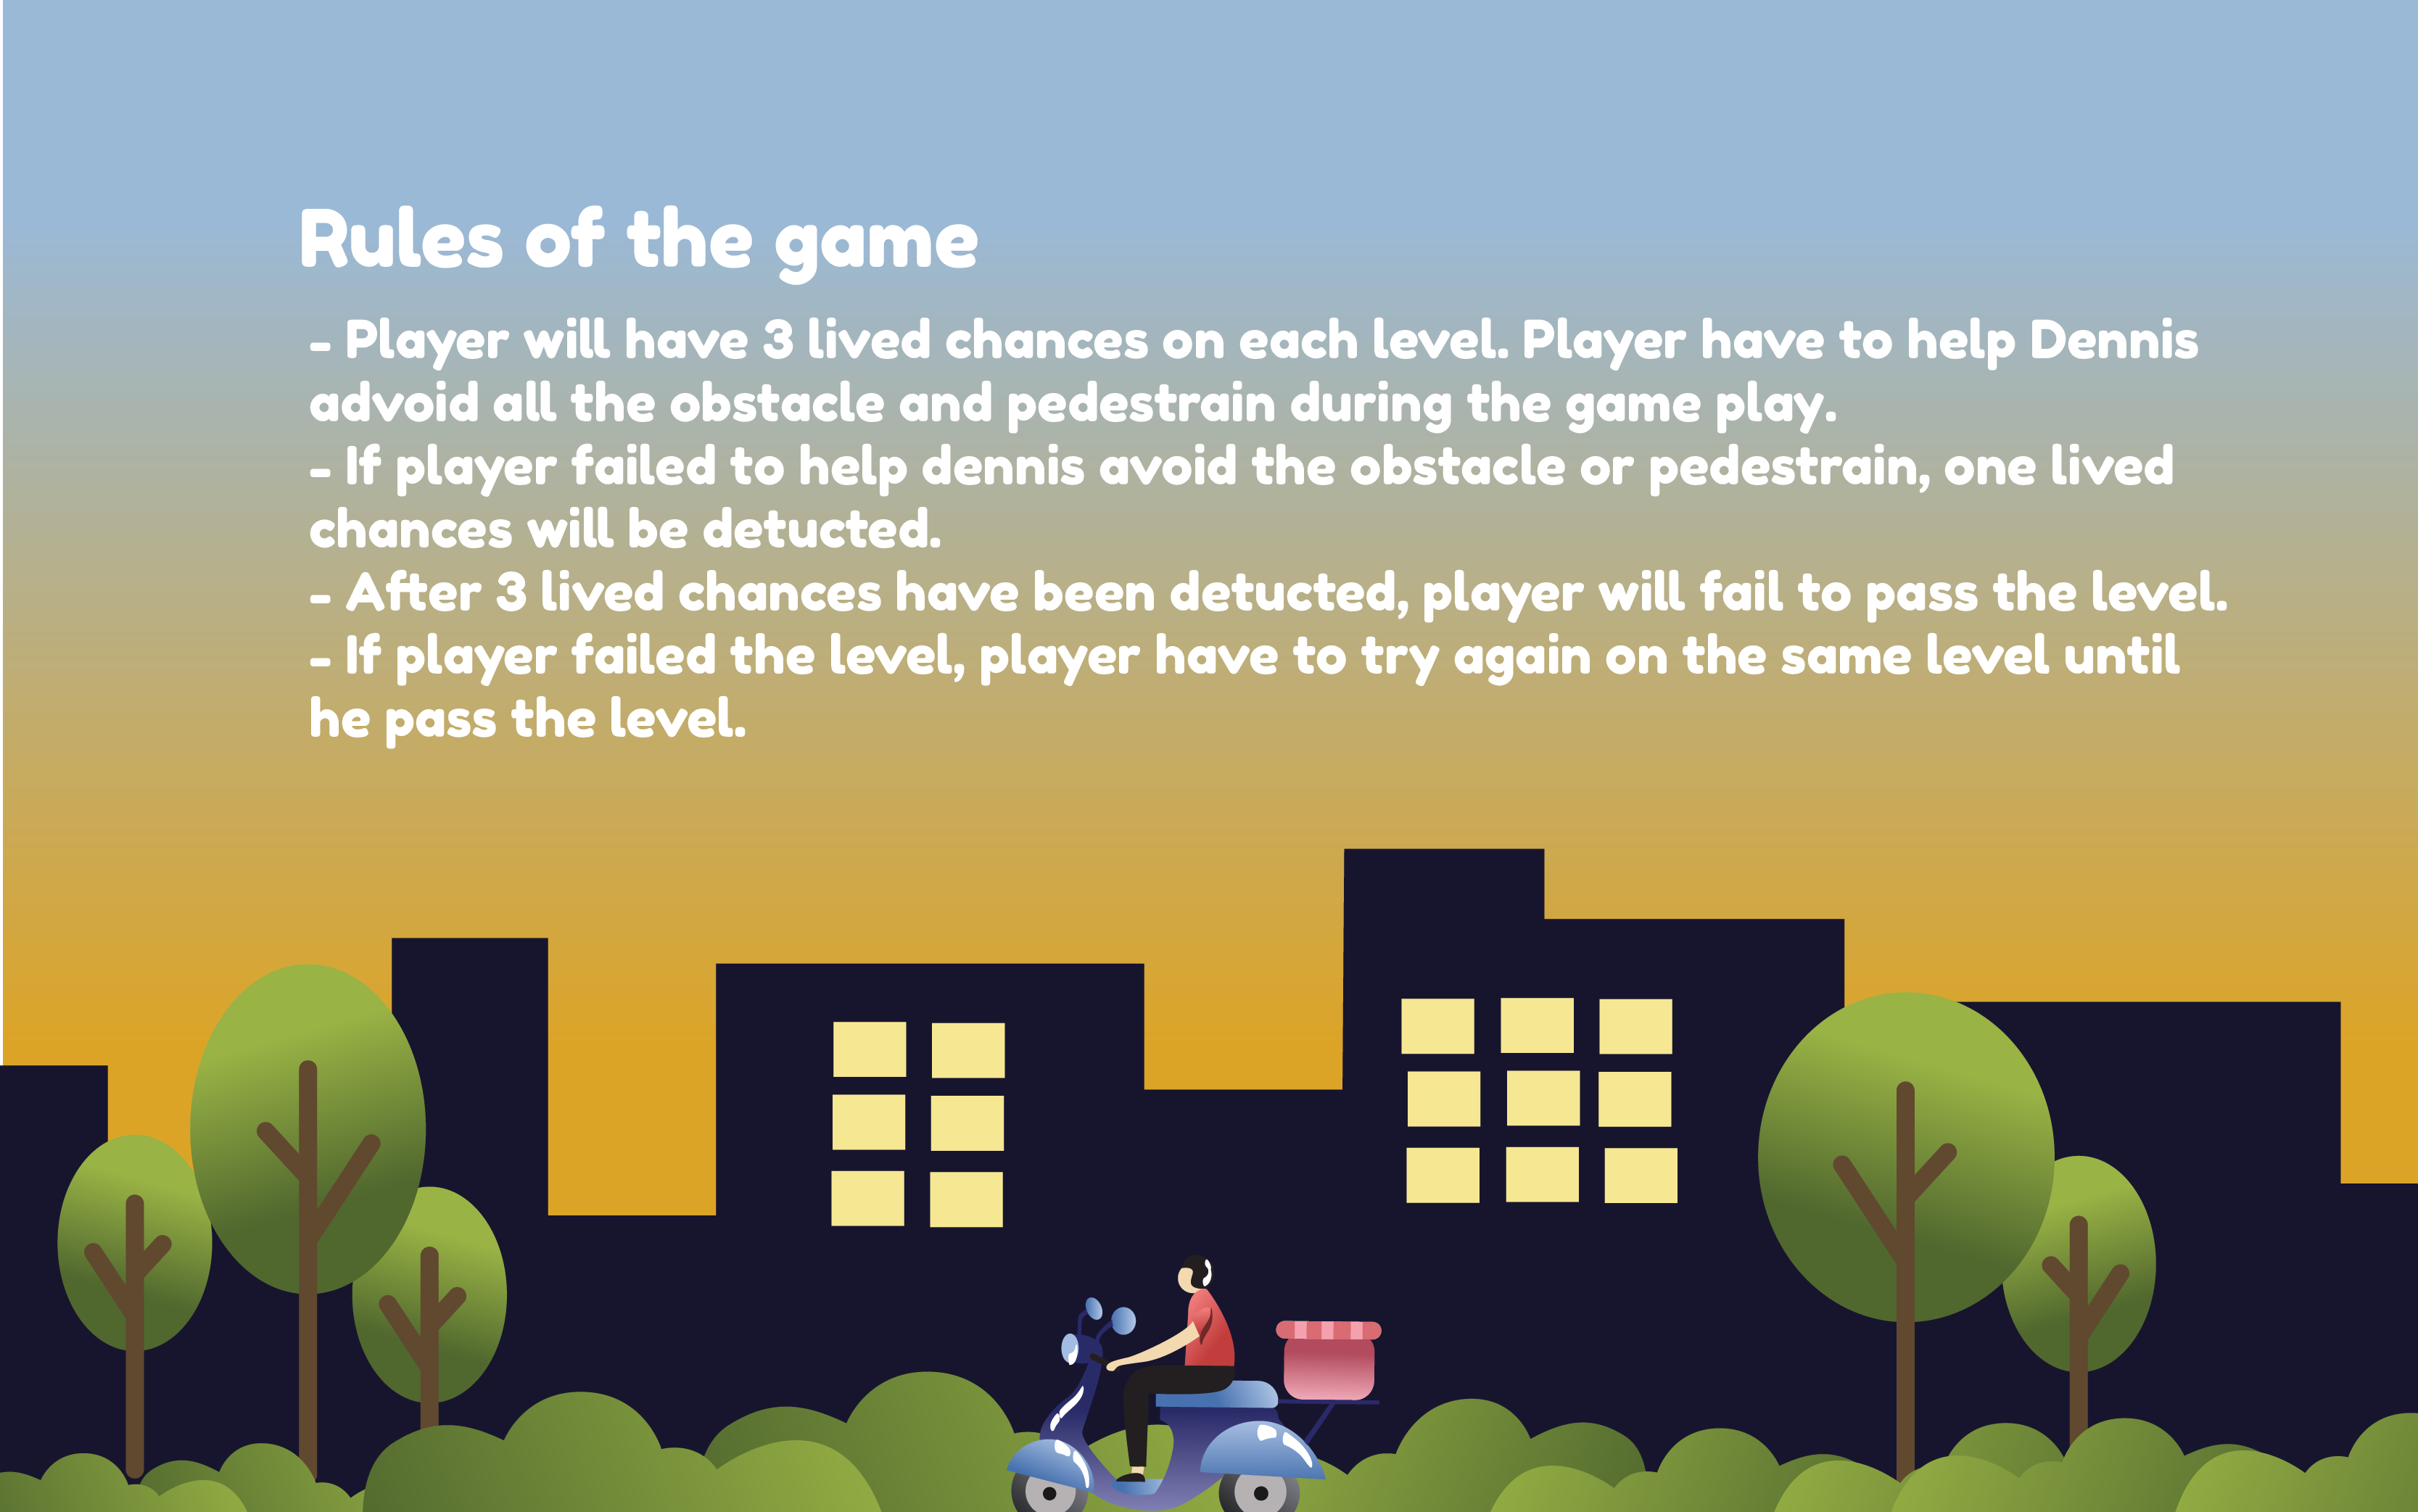 Rules of the game
- Player will have 3 lived chances on each level. Player have to help Dennis
advoid all the obstacle and pedestrain during the game play.
- If player failed to help dennis avoid the obstacle or pedestrain, one lived
chances will be detucted.
- After 3 lived chances have been detucted, player will fail to pass the level.
- If player failed the level, player have to try again on the same level until
he pass the level.